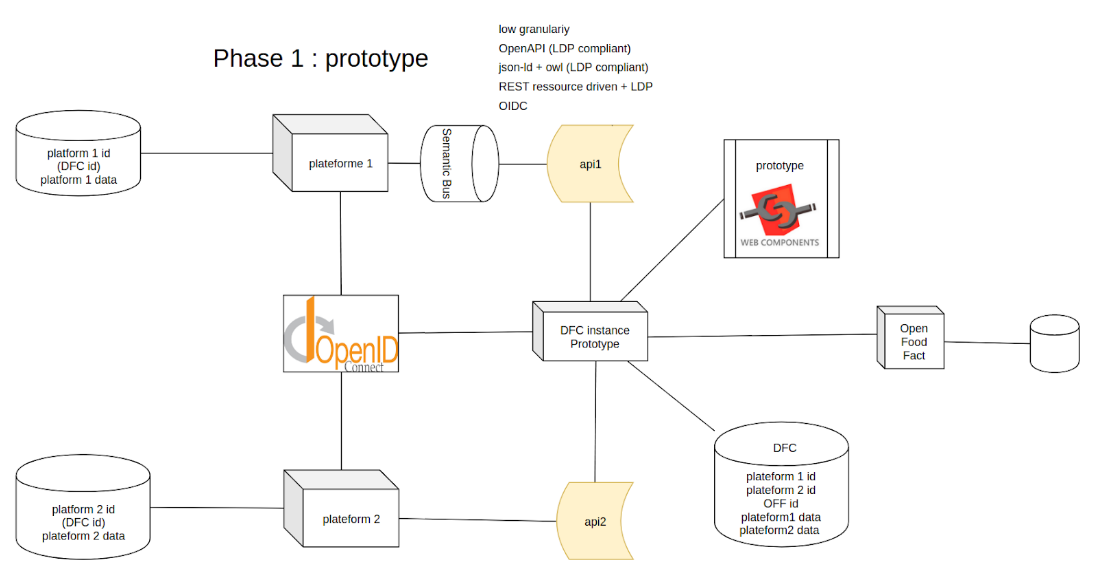 low granulariy
OpenAPI (LDP compliant)
json-ld + owl (LDP compliant)
REST ressource driven + LDP
OIDC
Phase 1 : prototype
platform 1 id
(DFC id)
platform 1 data
plateforme 1
Semantic Bus
api1
prototype
WEB COMPONENTS
OpenID
Connect
DFC instance
Prototype
Open
Food
Fact
platform 2 id
(DFC id)
plateforme 2 data
plateform 2
api2
DFC
plateform 1 id
plateform 2 id
OFF id
plateform1 data
plateform2 data